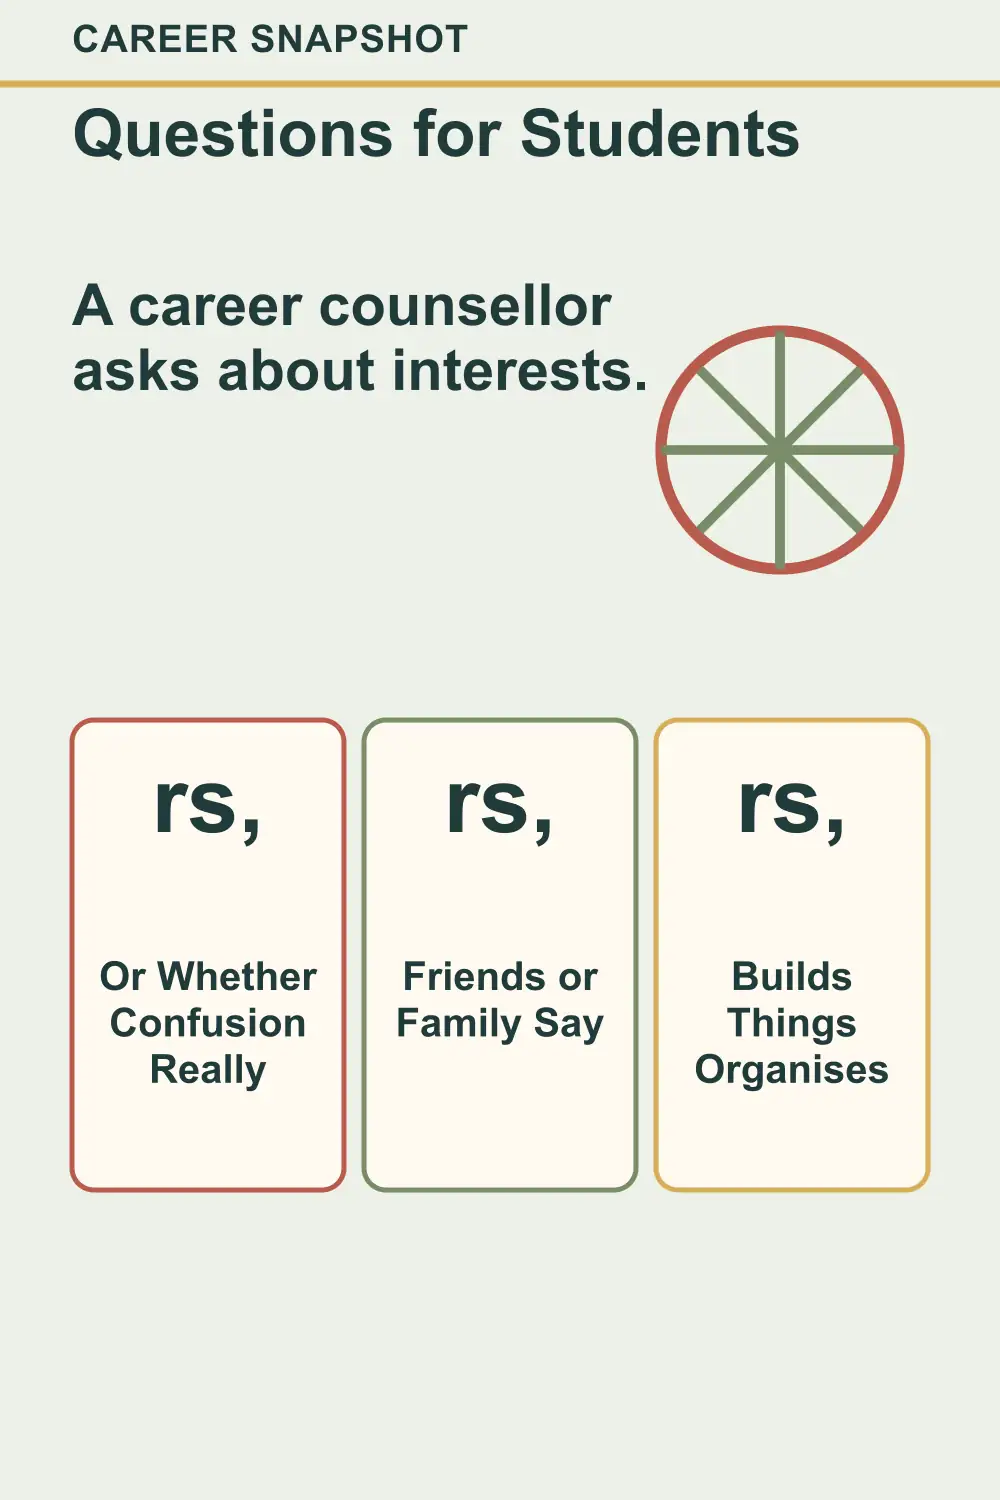 CAREER SNAPSHOT
Questions for Students
A career counsellor
asks about interests.
rs,
Or Whether
Confusion
Really
rs,
Friends or
Family Say
rs,
Builds
Things
Organises